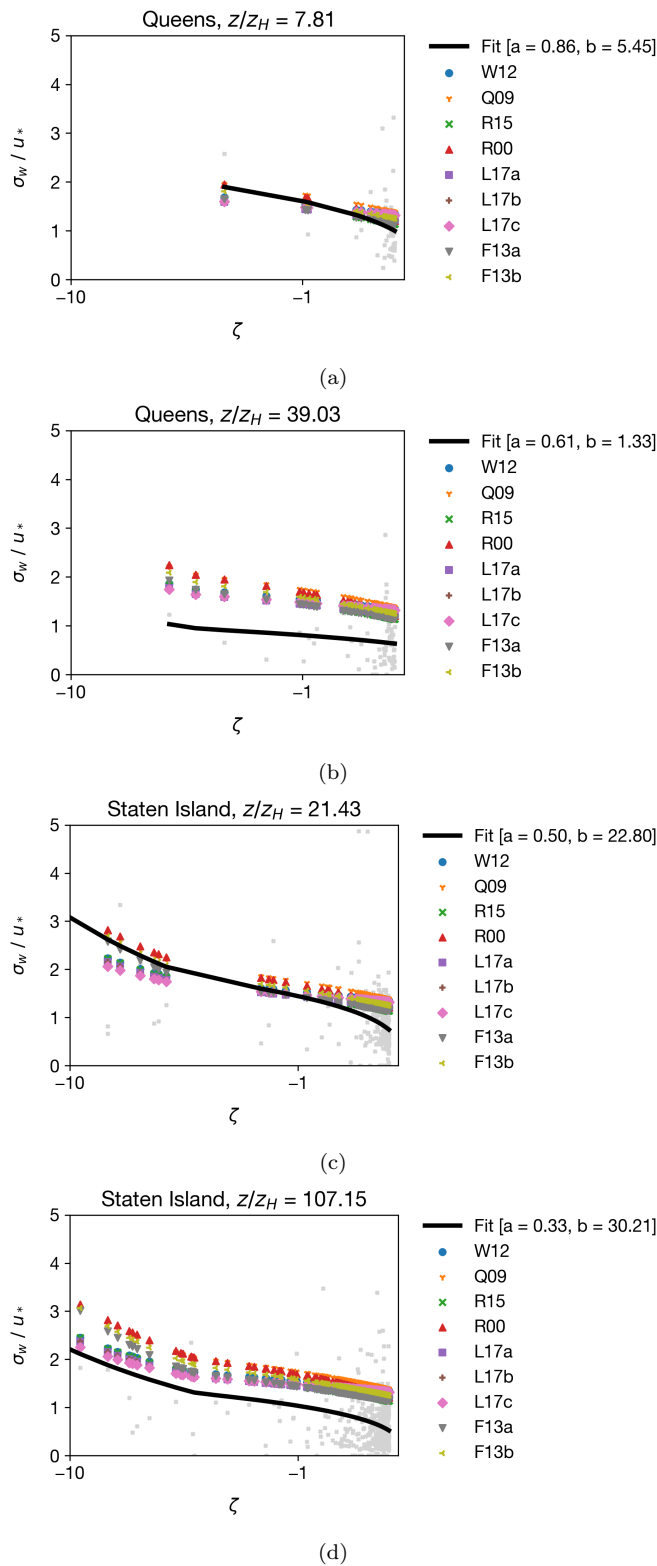 Queens, z/z_H = 7.81
5
4
3
2
1
0
σ_w / u_*
−10
−1
ζ
Fit [a = 0.86, b = 5.45]
W12
Q09
R15
R00
L17a
L17b
L17c
F13a
F13b
(a)
Queens, z/z_H = 39.03
5
4
3
2
1
0
σ_w / u_*
−10
−1
ζ
Fit [a = 0.61, b = 1.33]
W12
Q09
R15
R00
L17a
L17b
L17c
F13a
F13b
(b)
Staten Island, z/z_H = 21.43
5
4
3
2
1
0
σ_w / u_*
−10
−1
ζ
Fit [a = 0.50, b = 22.80]
W12
Q09
R15
R00
L17a
L17b
L17c
F13a
F13b
(c)
Staten Island, z/z_H = 107.15
5
4
3
2
1
0
σ_w / u_*
−10
−1
ζ
Fit [a = 0.33, b = 30.21]
W12
Q09
R15
R00
L17a
L17b
L17c
F13a
F13b
(d)